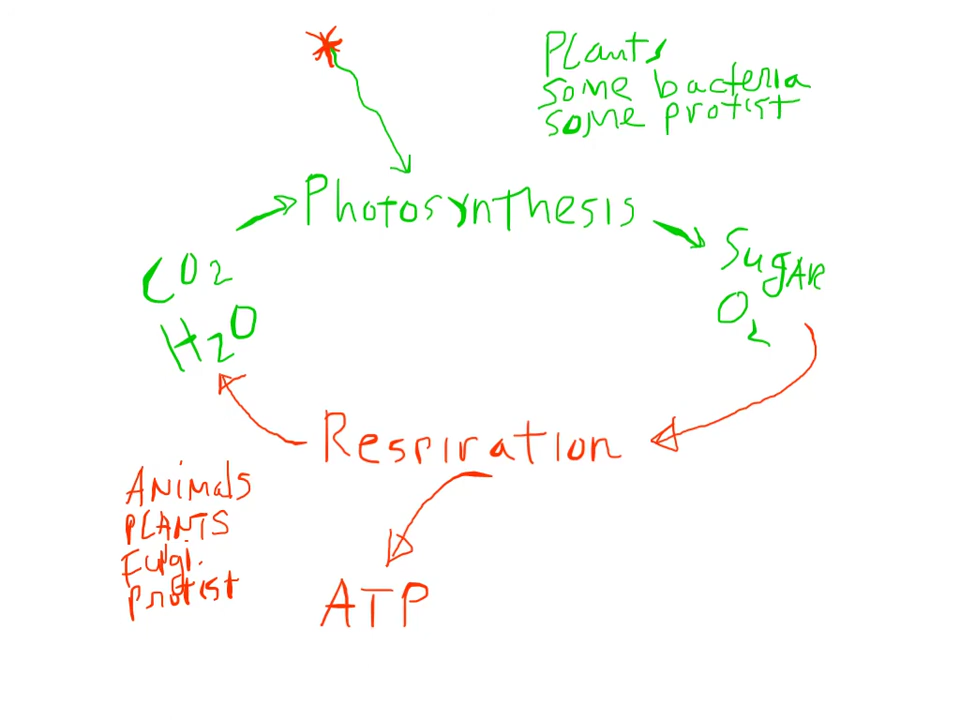 Plants
some bacteria
some protist
Photosynthesis
CO2
H2O
Sugar
O2
Respiration
Animals
PLANTS
Fungi.
Protist
ATP